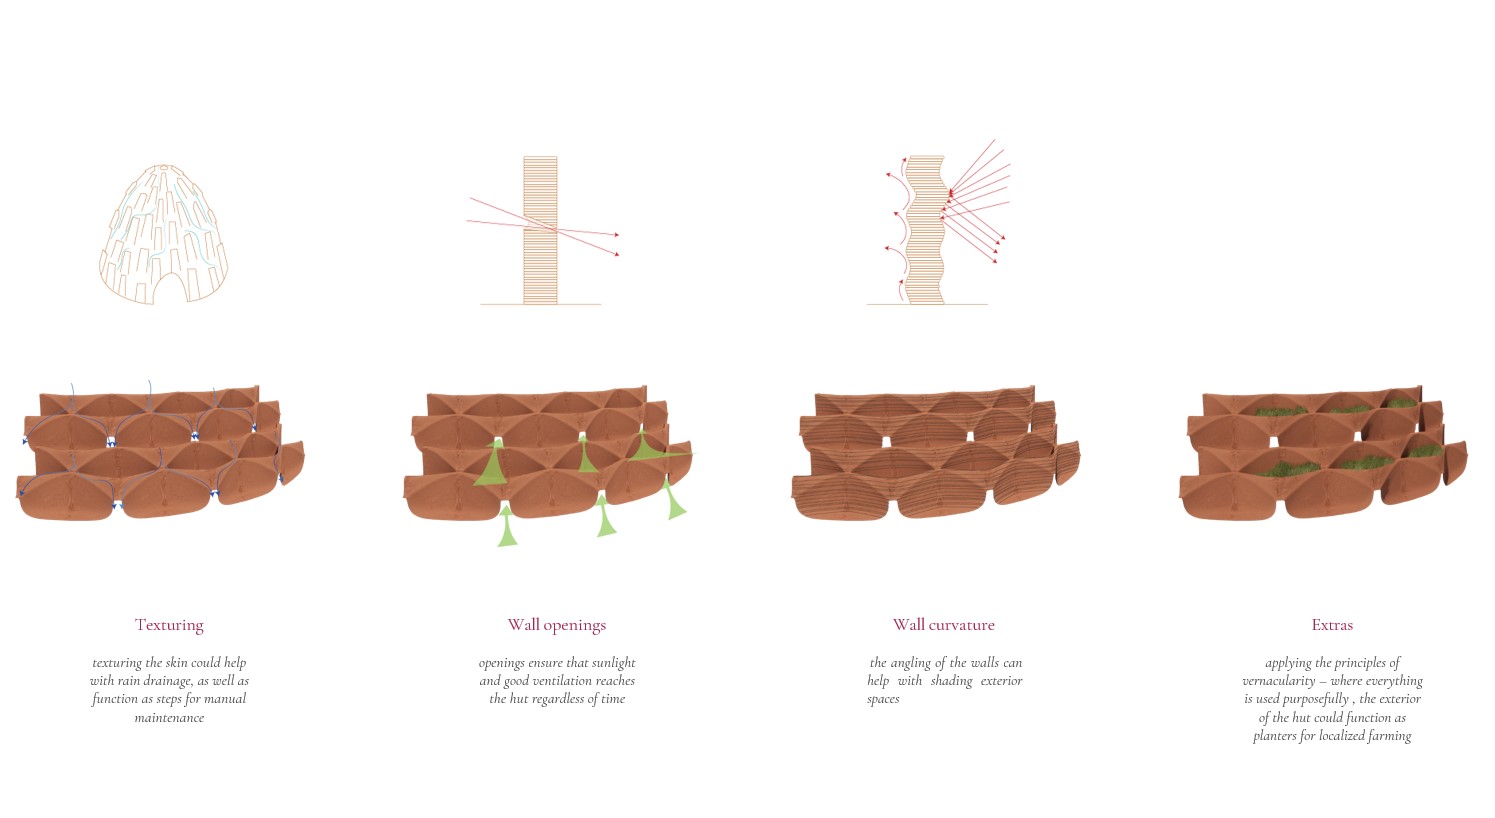 Texturing
texturing the skin could help
with rain drainage, as well as
function as steps for manual
maintenance
Wall openings
openings ensure that sunlight
and good ventilation reaches
the hut regardless of time
Wall curvature
the angling of the walls can
help with shading exterior
spaces
Extras
applying the principles of
vernacularity – where everything
is used purposefully , the exterior
of the hut could function as
planters for localized farming